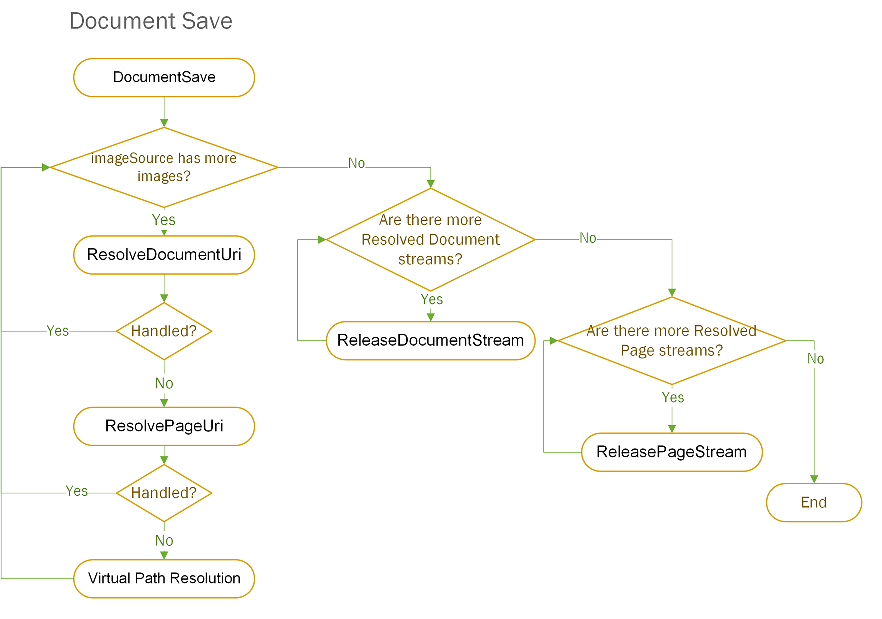 Document Save
DocumentSave
imageSource has more
images?
No
Yes
ResolveDocumentUri
Handled?
Yes
No
ResolvePageUri
Handled?
Yes
No
Virtual Path Resolution
Are there more
Resolved Document
streams?
No
Yes
ReleaseDocumentStream
Are there more Resolved
Page streams?
No
Yes
ReleasePageStream
End